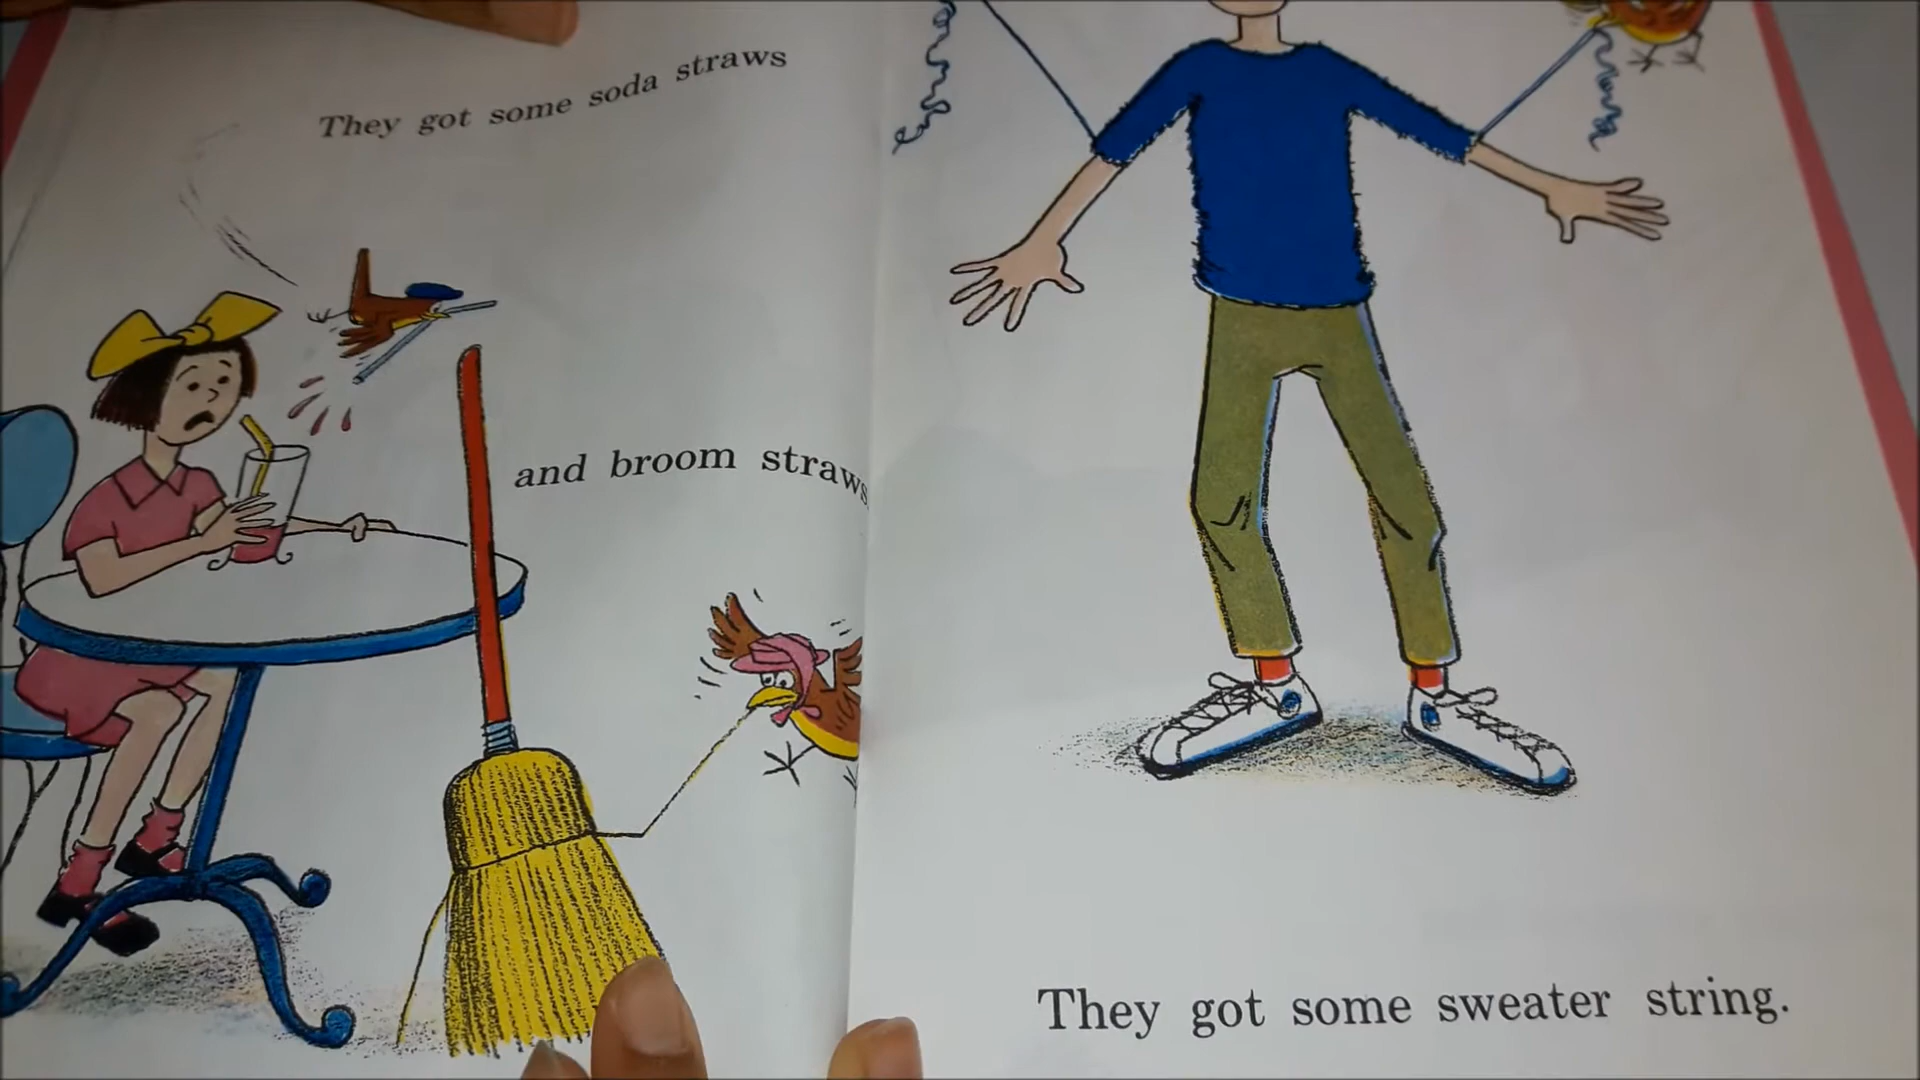 They got some soda straws
and broom straws.
They got some sweater string.